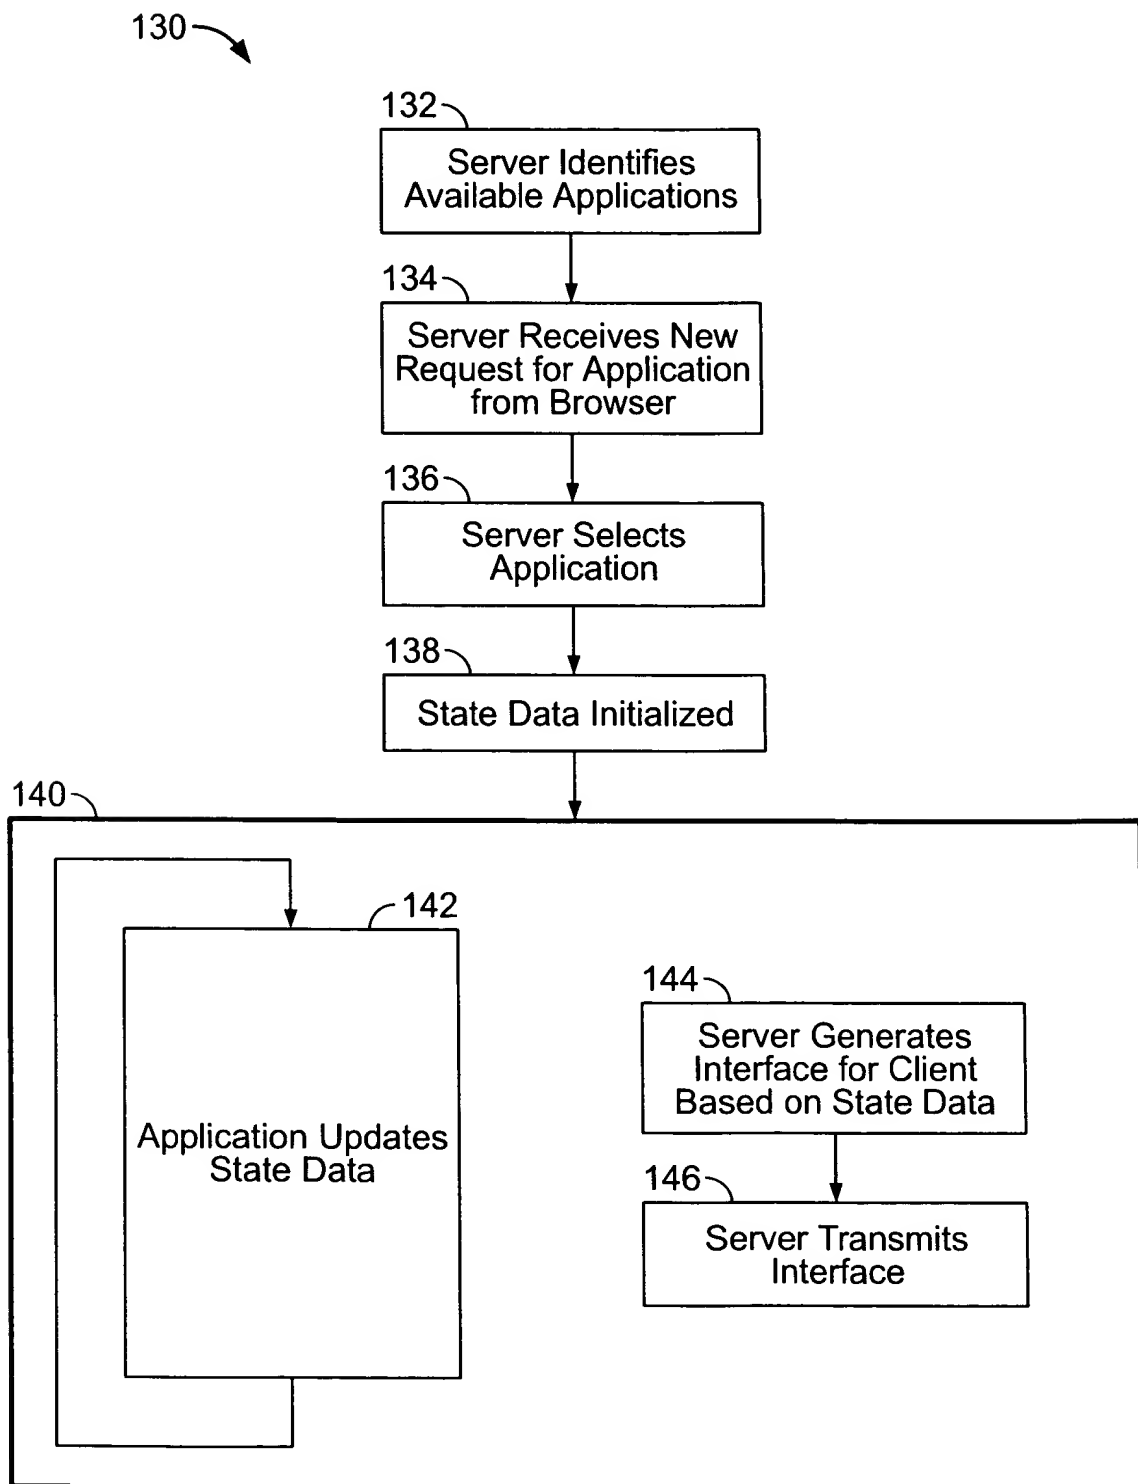 130
132
Server Identifies
Available Applications
134
Server Receives New
Request for Application
from Browser
136
Server Selects
Application
138
State Data Initialized
140
142
Application Updates
State Data
144
Server Generates
Interface for Client
Based on State Data
146
Server Transmits
Interface